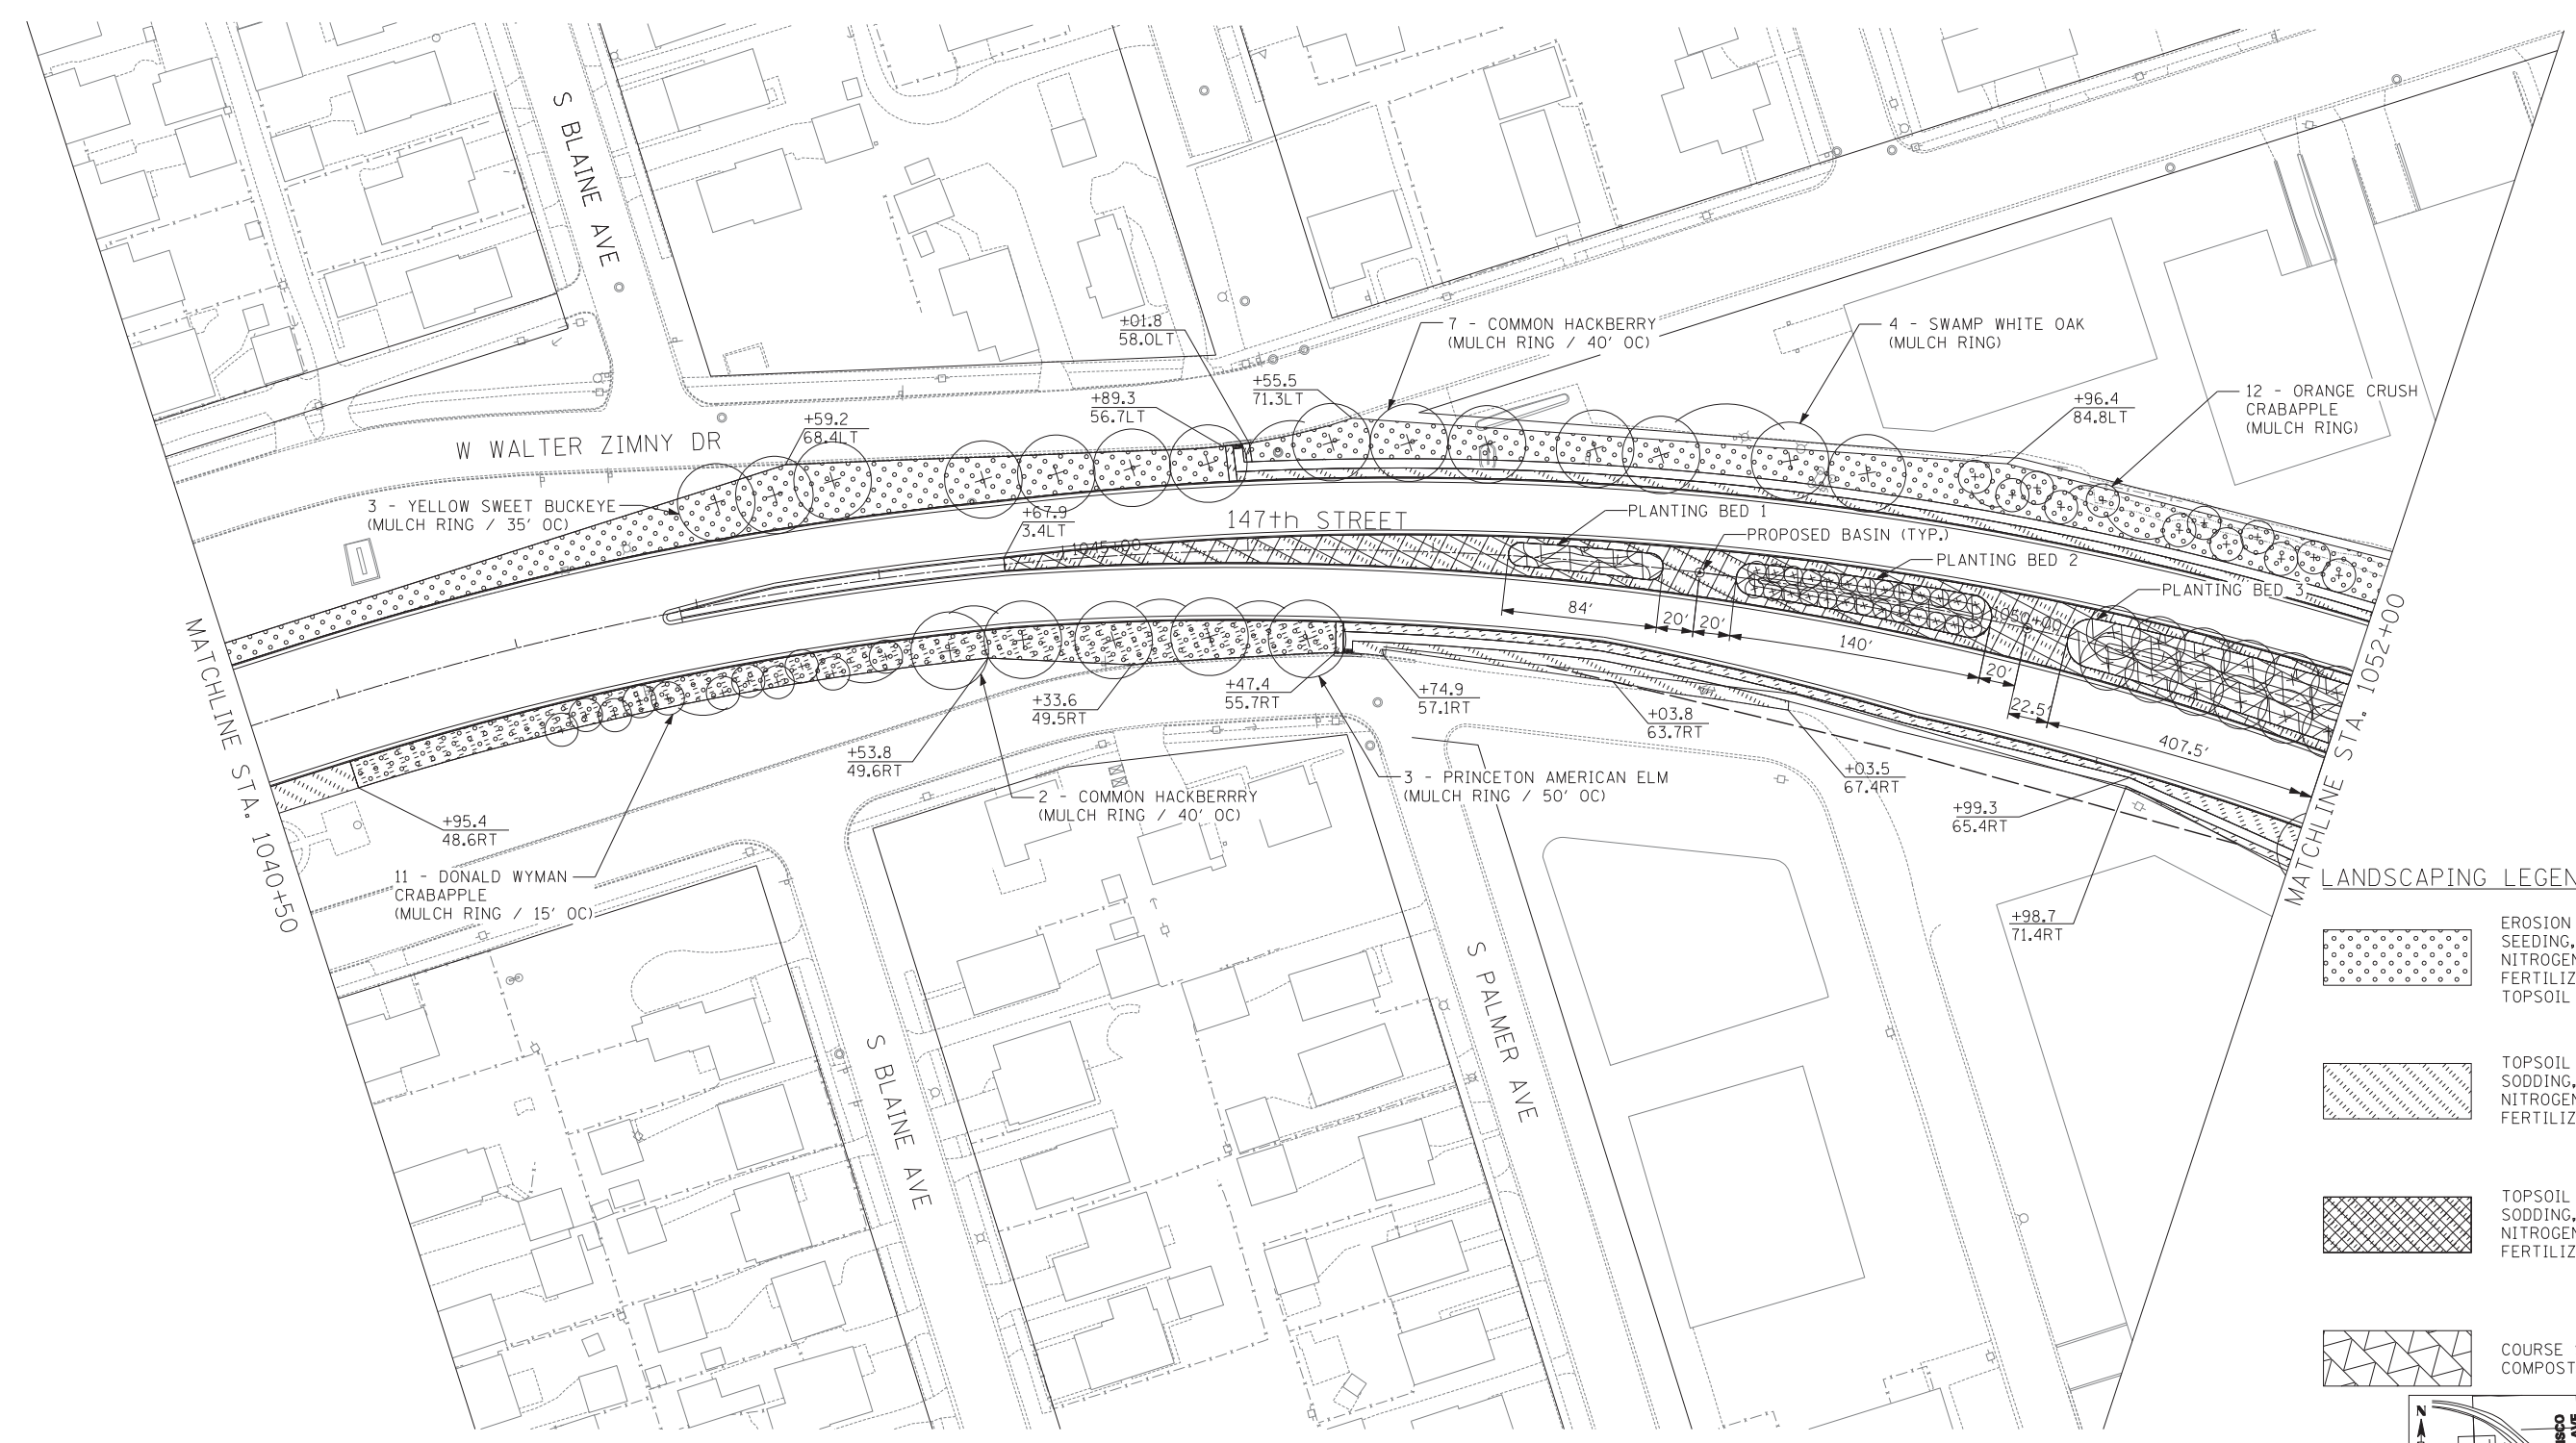 S BLAINE AVE
+01.8
58.0LT
7 - COMMON HACKBERRY
(MULCH RING / 40' OC)
4 - SWAMP WHITE OAK
(MULCH RING)
+55.5
71.3LT
+89.3
56.7LT
12 - ORANGE CRUSH
CRABAPPLE
(MULCH RING)
+96.4
84.8LT
+59.2
68.4LT
W WALTER ZIMNY DR
3 - YELLOW SWEET BUCKEYE
(MULCH RING / 35' OC)
+67.9
3.4LT
147th STREET
PLANTING BED 1
PROPOSED BASIN (TYP.)
1045+00
PLANTING BED 2
PLANTING BED 3
1050+00
84'
20'
20'
140'
20'
22.5'
407.5'
MATCHLINE STA. 1040+50
MATCHLINE STA. 1052+00
+33.6
49.5RT
+47.4
55.7RT
+74.9
57.1RT
+03.8
63.7RT
+53.8
49.6RT
+03.5
67.4RT
+99.3
65.4RT
3 - PRINCETON AMERICAN ELM
(MULCH RING / 50' OC)
2 - COMMON HACKBERRRY
(MULCH RING / 40' OC)
+95.4
48.6RT
11 - DONALD WYMAN
CRABAPPLE
(MULCH RING / 15' OC)
+98.7
71.4RT
S PALMER AVE
S BLAINE AVE
LANDSCAPING LEGEN
EROSION
SEEDING,
NITROGEN
FERTILIZ
TOPSOIL
TOPSOIL
SODDING,
NITROGEN
FERTILIZ
TOPSOIL
SODDING,
NITROGEN
FERTILIZ
COURSE
COMPOST
N